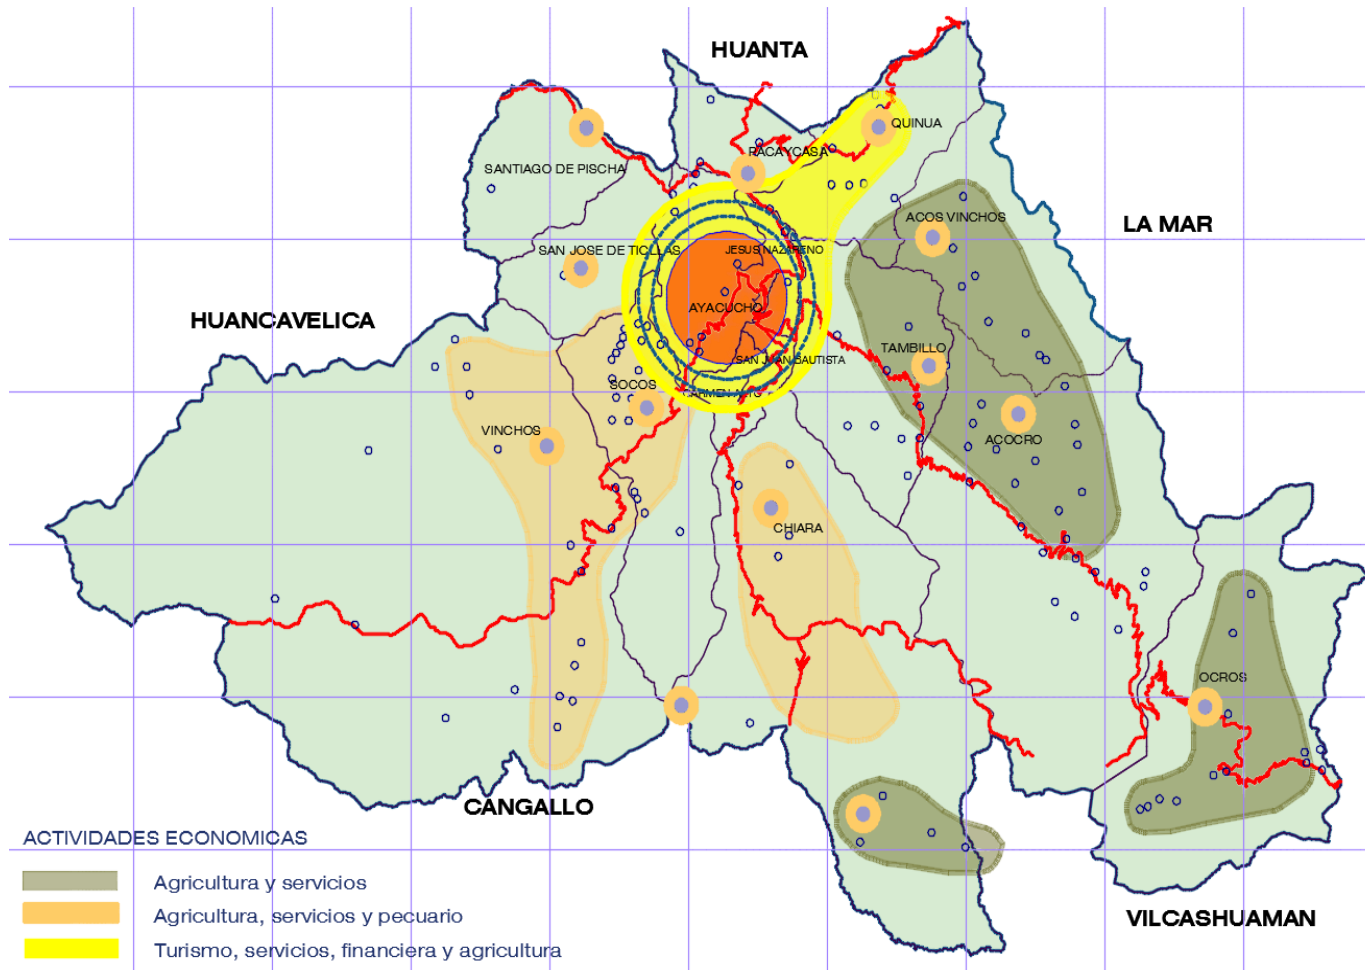 HUANTA
QUINUA
PACAYCASA
SANTIAGO DE PISCHA
ACOS VINCHOS
LA MAR
SAN JOSE DE TICLLAS
JESUS NAZARENO
HUANCAVELICA
AYACUCHO
TAMBILLO
SAN JUAN BAUTISTA
SOCOS
CARMEN ALTO
VINCHOS
ACOCRO
CHIARA
OCROS
CANGALLO
VILCASHUAMAN
ACTIVIDADES ECONOMICAS
Agricultura y servicios
Agricultura, servicios y pecuario
Turismo, servicios, financiera y agricultura